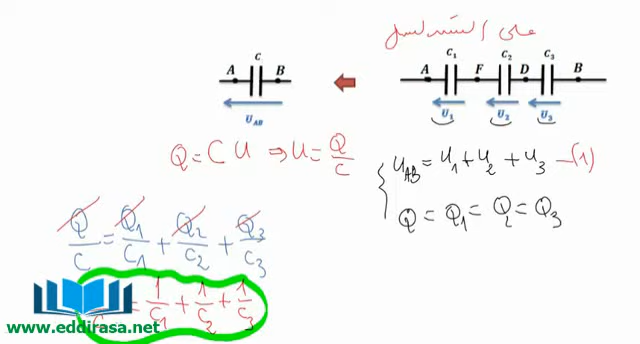 على التسلسل
C C₁ C₂ C₃
A B A F D B
U_AB U₁ U₂ U₃
Q = C U ⇒ U = Q/C
U_AB = U₁ + U₂ + U₃ —(1)
Q = Q₁ = Q₂ = Q₃
Q/C = Q₁/C₁ + Q₂/C₂ + Q₃/C₃
= 1/C₁ + 1/C₂ + 1/C₃
www.eddirasa.net